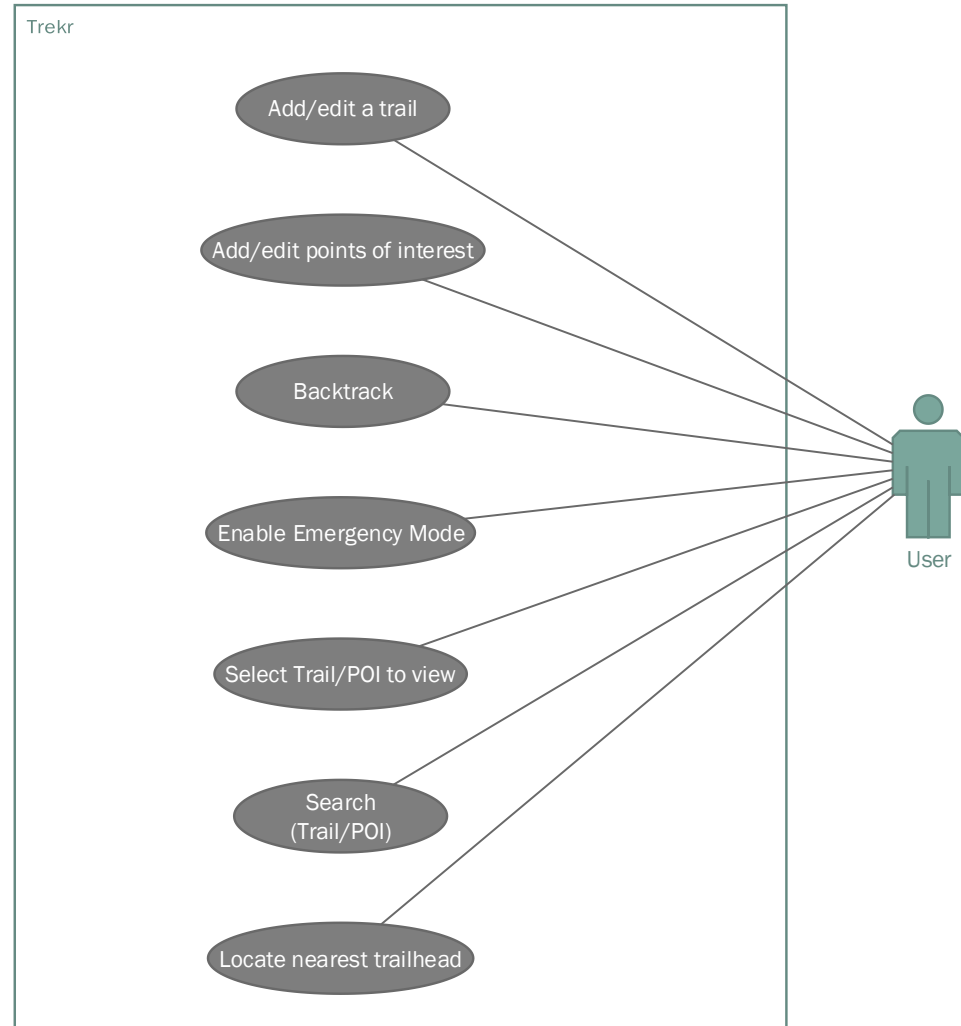 Trekr
Add/edit a trail
Add/edit points of interest
Backtrack
Enable Emergency Mode
User
Select Trail/POI to view
Search
(Trail/POI)
Locate nearest trailhead